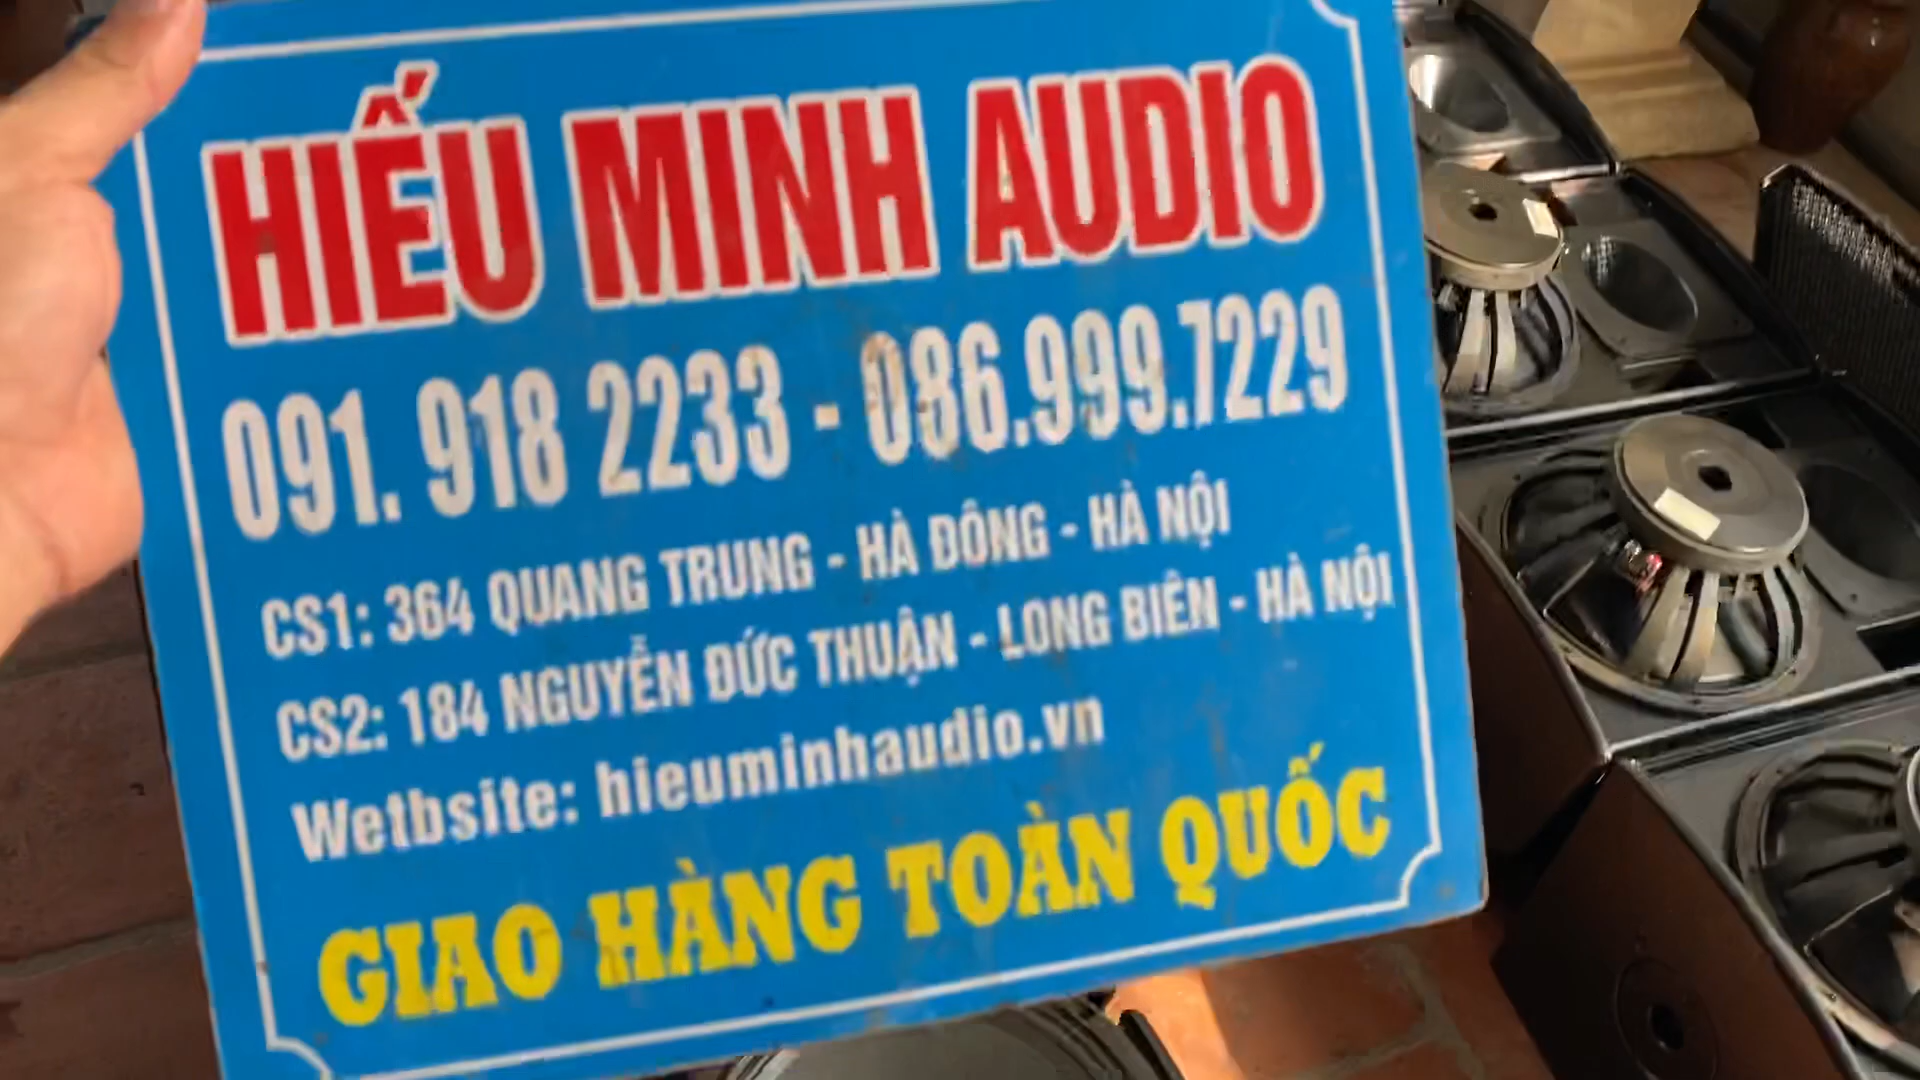 HIẾU MINH AUDIO
091. 918 2233 - 086.999.7229
CS1: 364 QUANG TRUNG - HÀ ĐÔNG - HÀ NỘI
CS2: 184 NGUYỄN ĐỨC THUẬN - LONG BIÊN - HÀ NỘI
Wetbsite: hieuminhaudio.vn
GIAO HÀNG TOÀN QUỐC